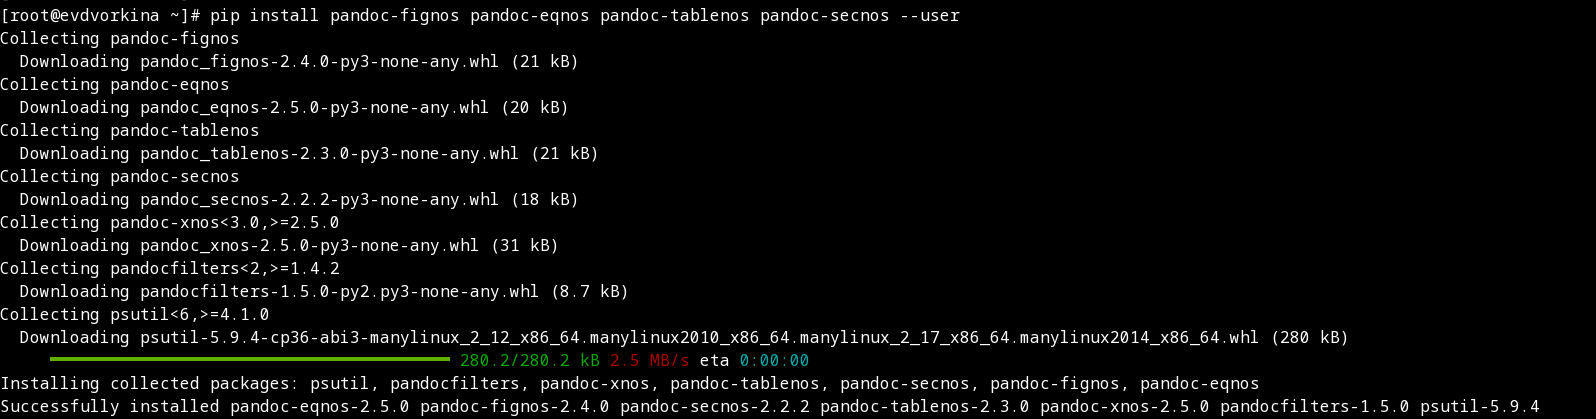 [root@evdvorkina ~]# pip install pandoc-fignos pandoc-eqnos pandoc-tablenos pandoc-secnos --user
Collecting pandoc-fignos
  Downloading pandoc_fignos-2.4.0-py3-none-any.whl (21 kB)
Collecting pandoc-eqnos
  Downloading pandoc_eqnos-2.5.0-py3-none-any.whl (20 kB)
Collecting pandoc-tablenos
  Downloading pandoc_tablenos-2.3.0-py3-none-any.whl (21 kB)
Collecting pandoc-secnos
  Downloading pandoc_secnos-2.2.2-py3-none-any.whl (18 kB)
Collecting pandoc-xnos<3.0,>=2.5.0
  Downloading pandoc_xnos-2.5.0-py3-none-any.whl (31 kB)
Collecting pandocfilters<2,>=1.4.2
  Downloading pandocfilters-1.5.0-py2.py3-none-any.whl (8.7 kB)
Collecting psutil<6,>=4.1.0
  Downloading psutil-5.9.4-cp36-abi3-manylinux_2_12_x86_64.manylinux2010_x86_64.manylinux_2_17_x86_64.manylinux2014_x86_64.whl (280 kB)
280.2/280.2 kB 2.5 MB/s eta 0:00:00
Installing collected packages: psutil, pandocfilters, pandoc-xnos, pandoc-tablenos, pandoc-secnos, pandoc-fignos, pandoc-eqnos
Successfully installed pandoc-eqnos-2.5.0 pandoc-fignos-2.4.0 pandoc-secnos-2.2.2 pandoc-tablenos-2.3.0 pandoc-xnos-2.5.0 pandocfilters-1.5.0 psutil-5.9.4